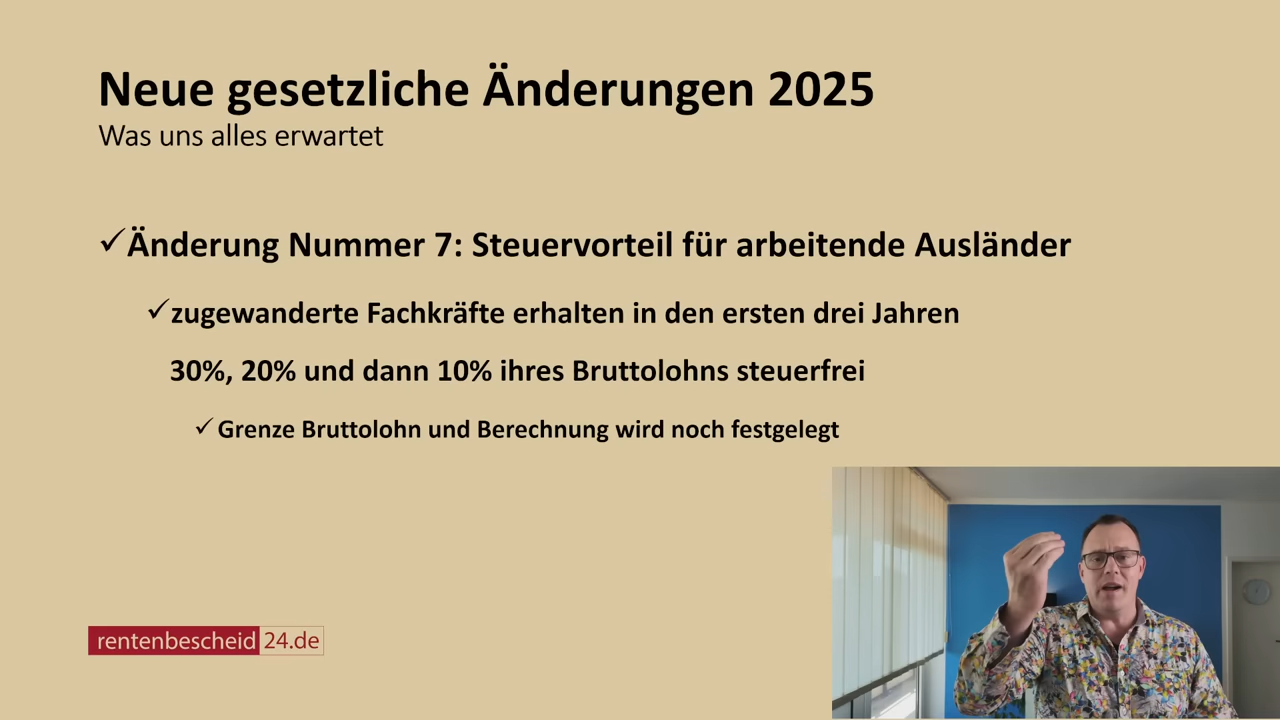 Neue gesetzliche Änderungen 2025
Was uns alles erwartet
Änderung Nummer 7: Steuervorteil für arbeitende Ausländer
zugewanderte Fachkräfte erhalten in den ersten drei Jahren
30%, 20% und dann 10% ihres Bruttolohns steuerfrei
Grenze Bruttolohn und Berechnung wird noch festgelegt
rentenbescheid24.de